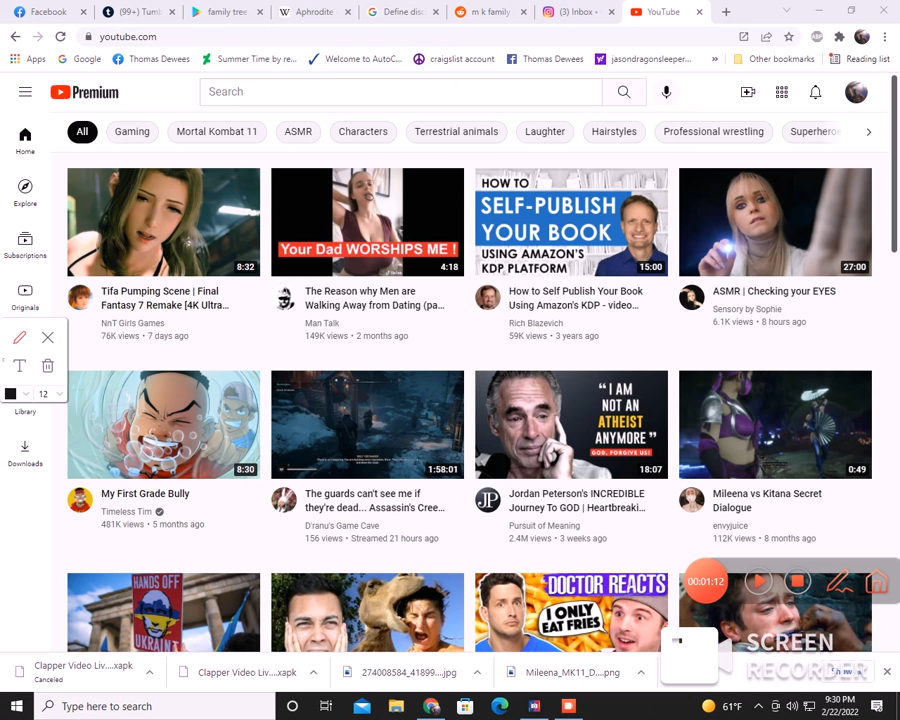 Facebook
(99+) Tum
family tree
Aphrodite
Define disc
m k family
(3) Inbox •
YouTube
youtube.com
Apps
Google
Thomas Dewees
Summer Time by re...
Welcome to AutoC...
craigslist account
Thomas Dewees
jasondragonsleeper...
»
Other bookmarks
Reading list
Premium
Search
All
Gaming
Mortal Kombat 11
ASMR
Characters
Terrestrial animals
Laughter
Hairstyles
Professional wrestling
Superheroe
Home
Explore
Subscriptions
Originals
T
12
Library
Downloads
8:32
Tifa Pumping Scene | Final
Fantasy 7 Remake [4K Ultra...
NnT Girls Games
76K views • 7 days ago
Your Dad WORSHIPS ME !
4:18
The Reason why Men are
Walking Away from Dating (pa...
Man Talk
149K views • 2 months ago
HOW TO
SELF-PUBLISH
YOUR BOOK
USING AMAZON'S
KDP PLATFORM
15:00
How to Self Publish Your Book
Using Amazon's KDP - video...
Rich Blazevich
59K views • 3 years ago
27:00
ASMR | Checking your EYES
Sensory by Sophie
6.1K views • 8 hours ago
8:30
My First Grade Bully
Timeless Tim
481K views • 5 months ago
1:58:01
The guards can't see me if
they're dead... Assassin's Cree...
D'ranu's Game Cave
156 views • Streamed 21 hours ago
“ I AM
NOT AN
ATHEIST
ANYMORE ”
GOD, FORGIVE US!
18:07
JP
Jordan Peterson's INCREDIBLE
Journey To GOD | Heartbreaki...
Pursuit of Meaning
2.4M views • 3 weeks ago
0:49
Mileena vs Kitana Secret
Dialogue
envyjuice
112K views • 8 months ago
HANDS OFF
UKRAINE
DOCTOR REACTS
I ONLY
EAT FRIES
00:01:12
SCREEN
RECORDER
Clapper Video Liv....xapk
Canceled
Clapper Video Liv....xapk
274008584_41899....jpg
Mileena_MK11_D....png
Type here to search
61°F
9:30 PM
2/22/2022